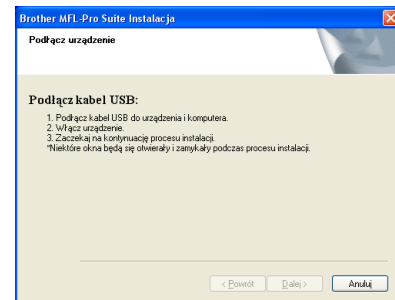 Brother MFL-Pro Suite Instalacja
Podłącz urządzenie
Podłącz kabel USB:
1. Podłącz kabel USB do urządzenia i komputera.
2. Włącz urządzenie.
3. Zaczekaj na kontynuację procesu instalacji.
*Niektóre okna będą się otwierały i zamykały podczas procesu instalacji.
< Powrót Dalej > Anuluj